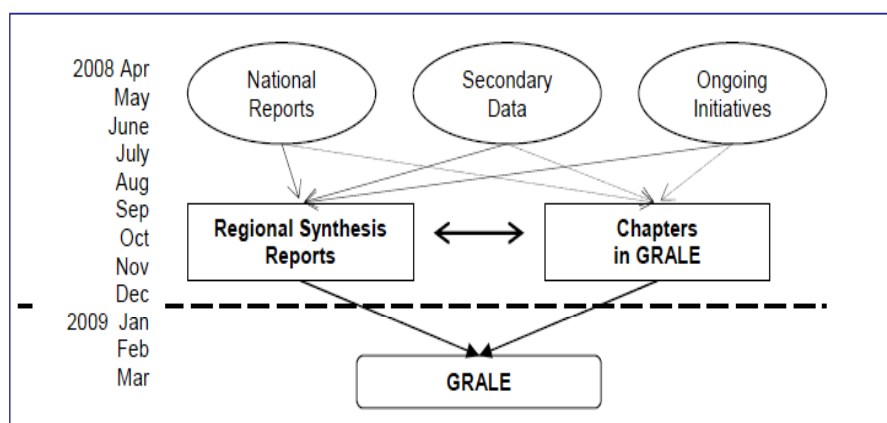 2008 Apr
May
June
July
Aug
Sep
Oct
Nov
Dec
2009 Jan
Feb
Mar
National
Reports
Secondary
Data
Ongoing
Initiatives
Regional Synthesis
Reports
Chapters
in GRALE
GRALE